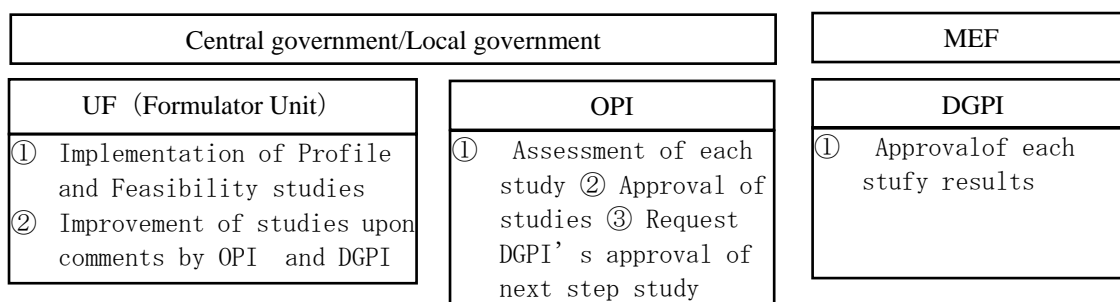 Central government/Local government
MEF
UF（Formulator Unit）
① Implementation of Profile
and Feasibility studies
② Improvement of studies upon
comments by OPI and DGPI
OPI
① Assessment of each
study ② Approval of
studies ③ Request
DGPI’s approval of
next step study
DGPI
① Approvalof each
stufy results